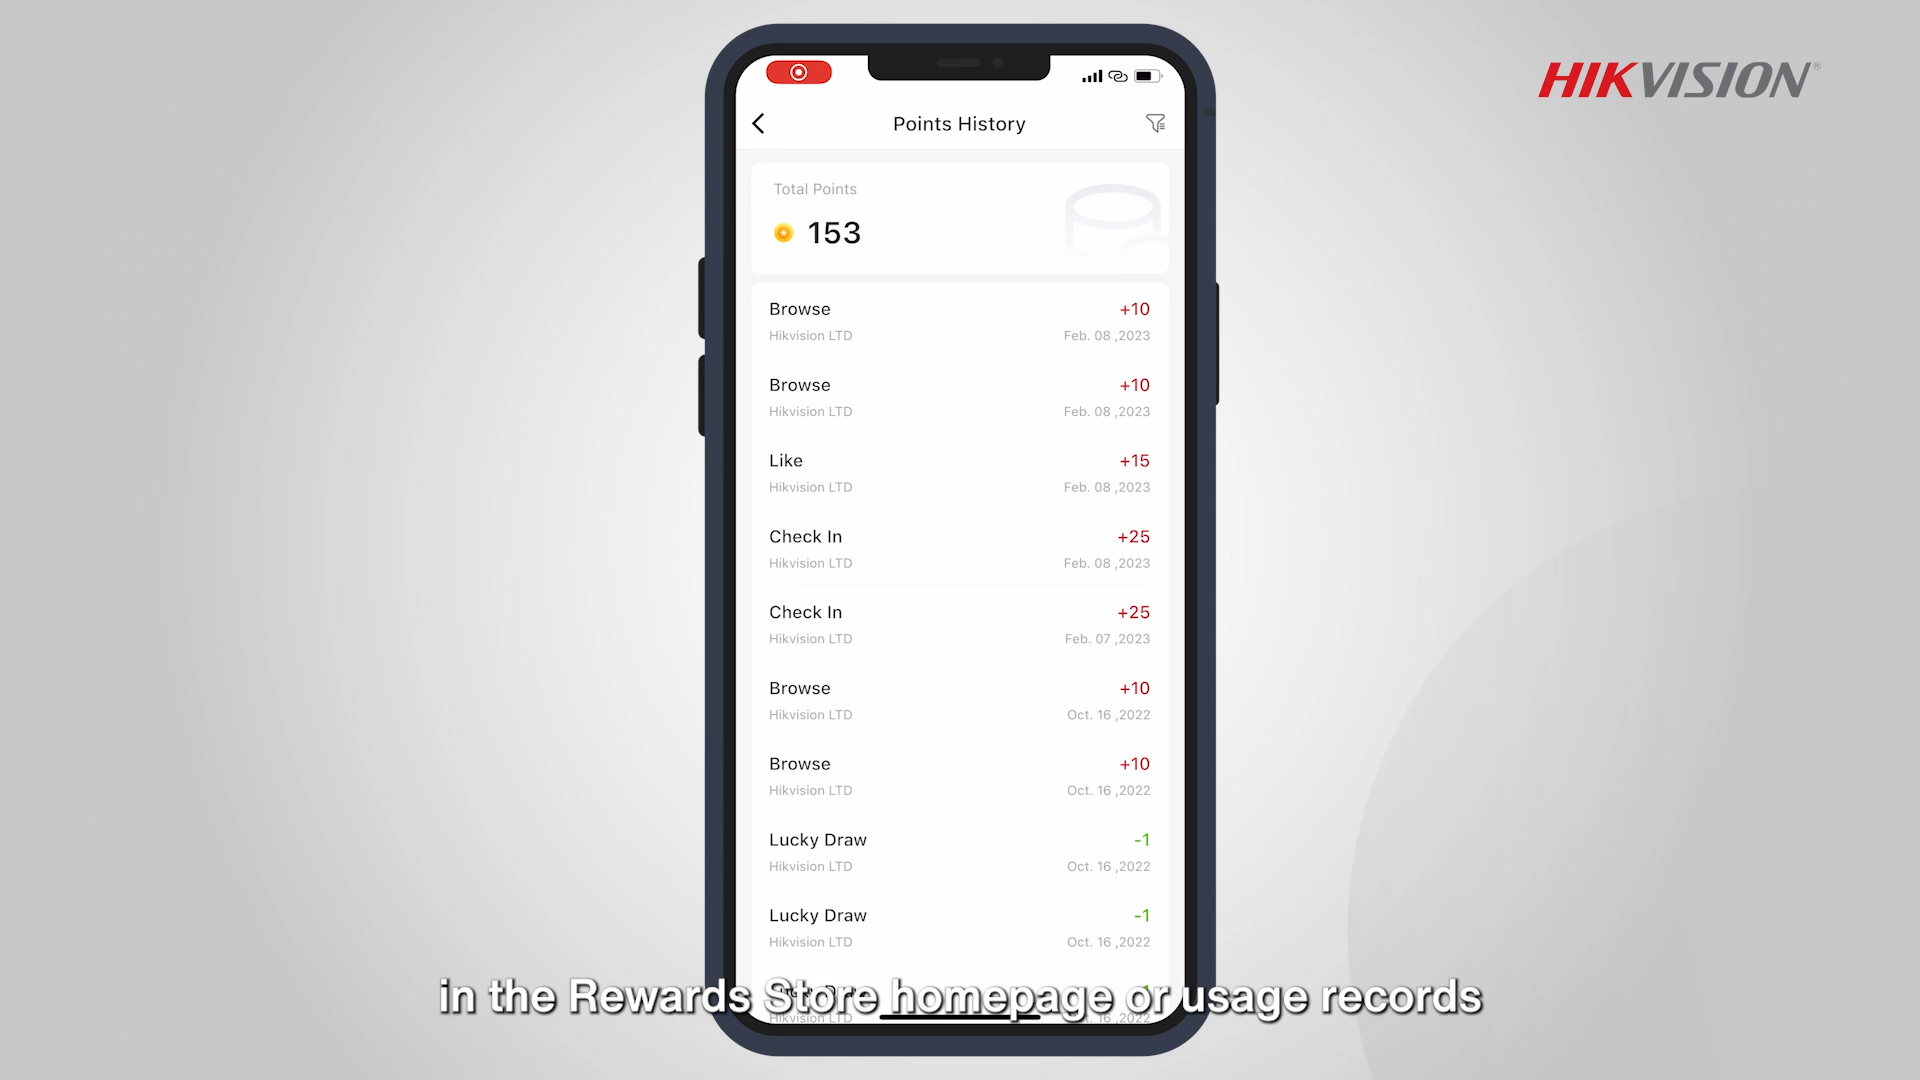 HIKVISION®
Points History
Total Points
153
Browse +10
Hikvision LTD Feb. 08 ,2023
Browse +10
Hikvision LTD Feb. 08 ,2023
Like +15
Hikvision LTD Feb. 08 ,2023
Check In +25
Hikvision LTD Feb. 08 ,2023
Check In +25
Hikvision LTD Feb. 07 ,2023
Browse +10
Hikvision LTD Oct. 16 ,2022
Browse +10
Hikvision LTD Oct. 16 ,2022
Lucky Draw -1
Hikvision LTD Oct. 16 ,2022
Lucky Draw -1
Hikvision LTD Oct. 16 ,2022
in the Rewards Store homepage or usage records
Hikvision LTD 16 ,2022